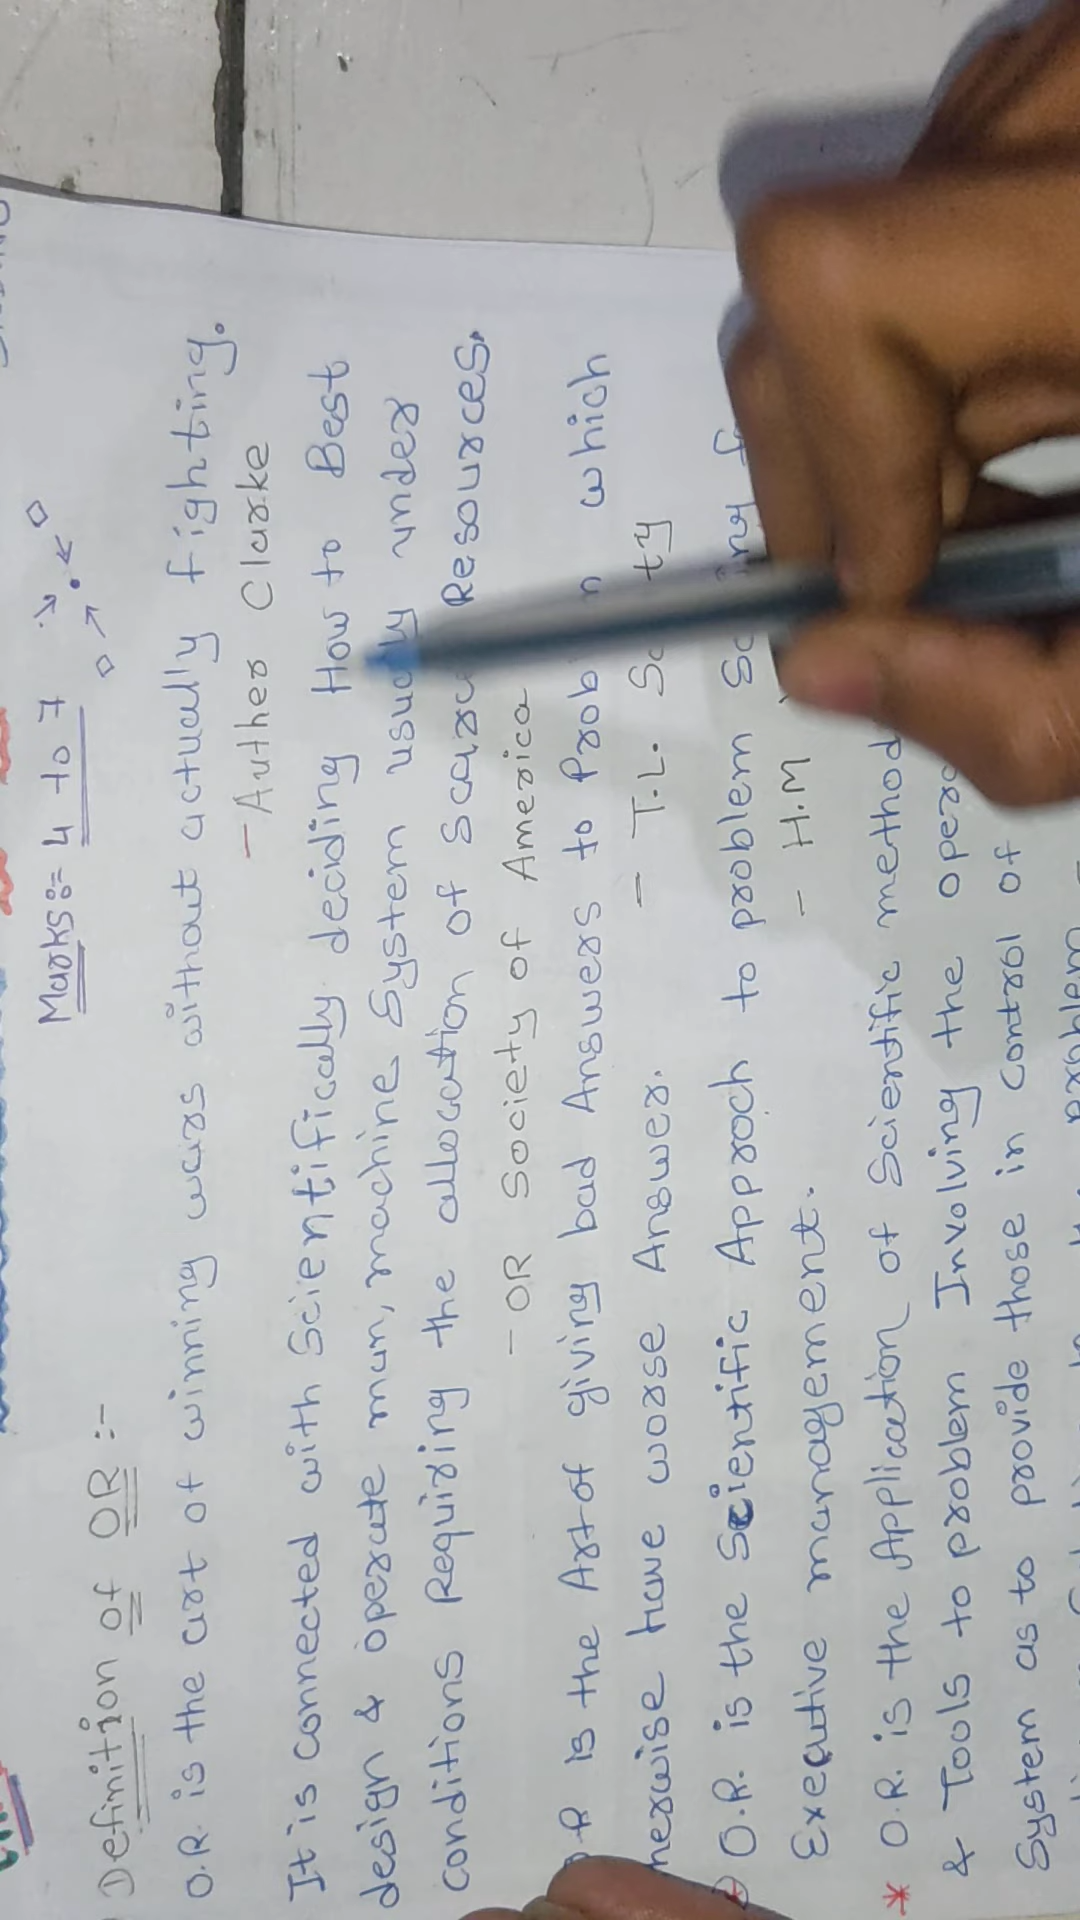 Marks:- 4 to 7
Definition of OR :-
O.R. is the art of winning wars without actually fighting.
- Auther Clarke
It is connected with Scientifically deciding How to Best
design & operate man, machine System usually under
conditions Requiring the allocation of Scarce Resources.
- OR Society of America
is the Art of giving bad Answers to which
have worse Answer. - T.L.
O.R. is the Scientific Approch to problem
Executive management. - H.M
* O.R. is the Application of Scientific method
& Tools to problem Involving the
System as to provide those in control of
problem